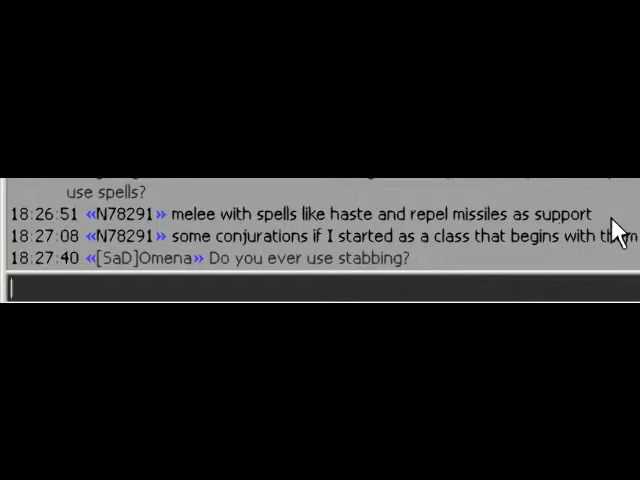 use spells?
18:26:51 «N78291» melee with spells like haste and repel missiles as support
18:27:08 «N78291» some conjurations if I started as a class that begins with them
18:27:40 «[SaD]Omena» Do you ever use stabbing?